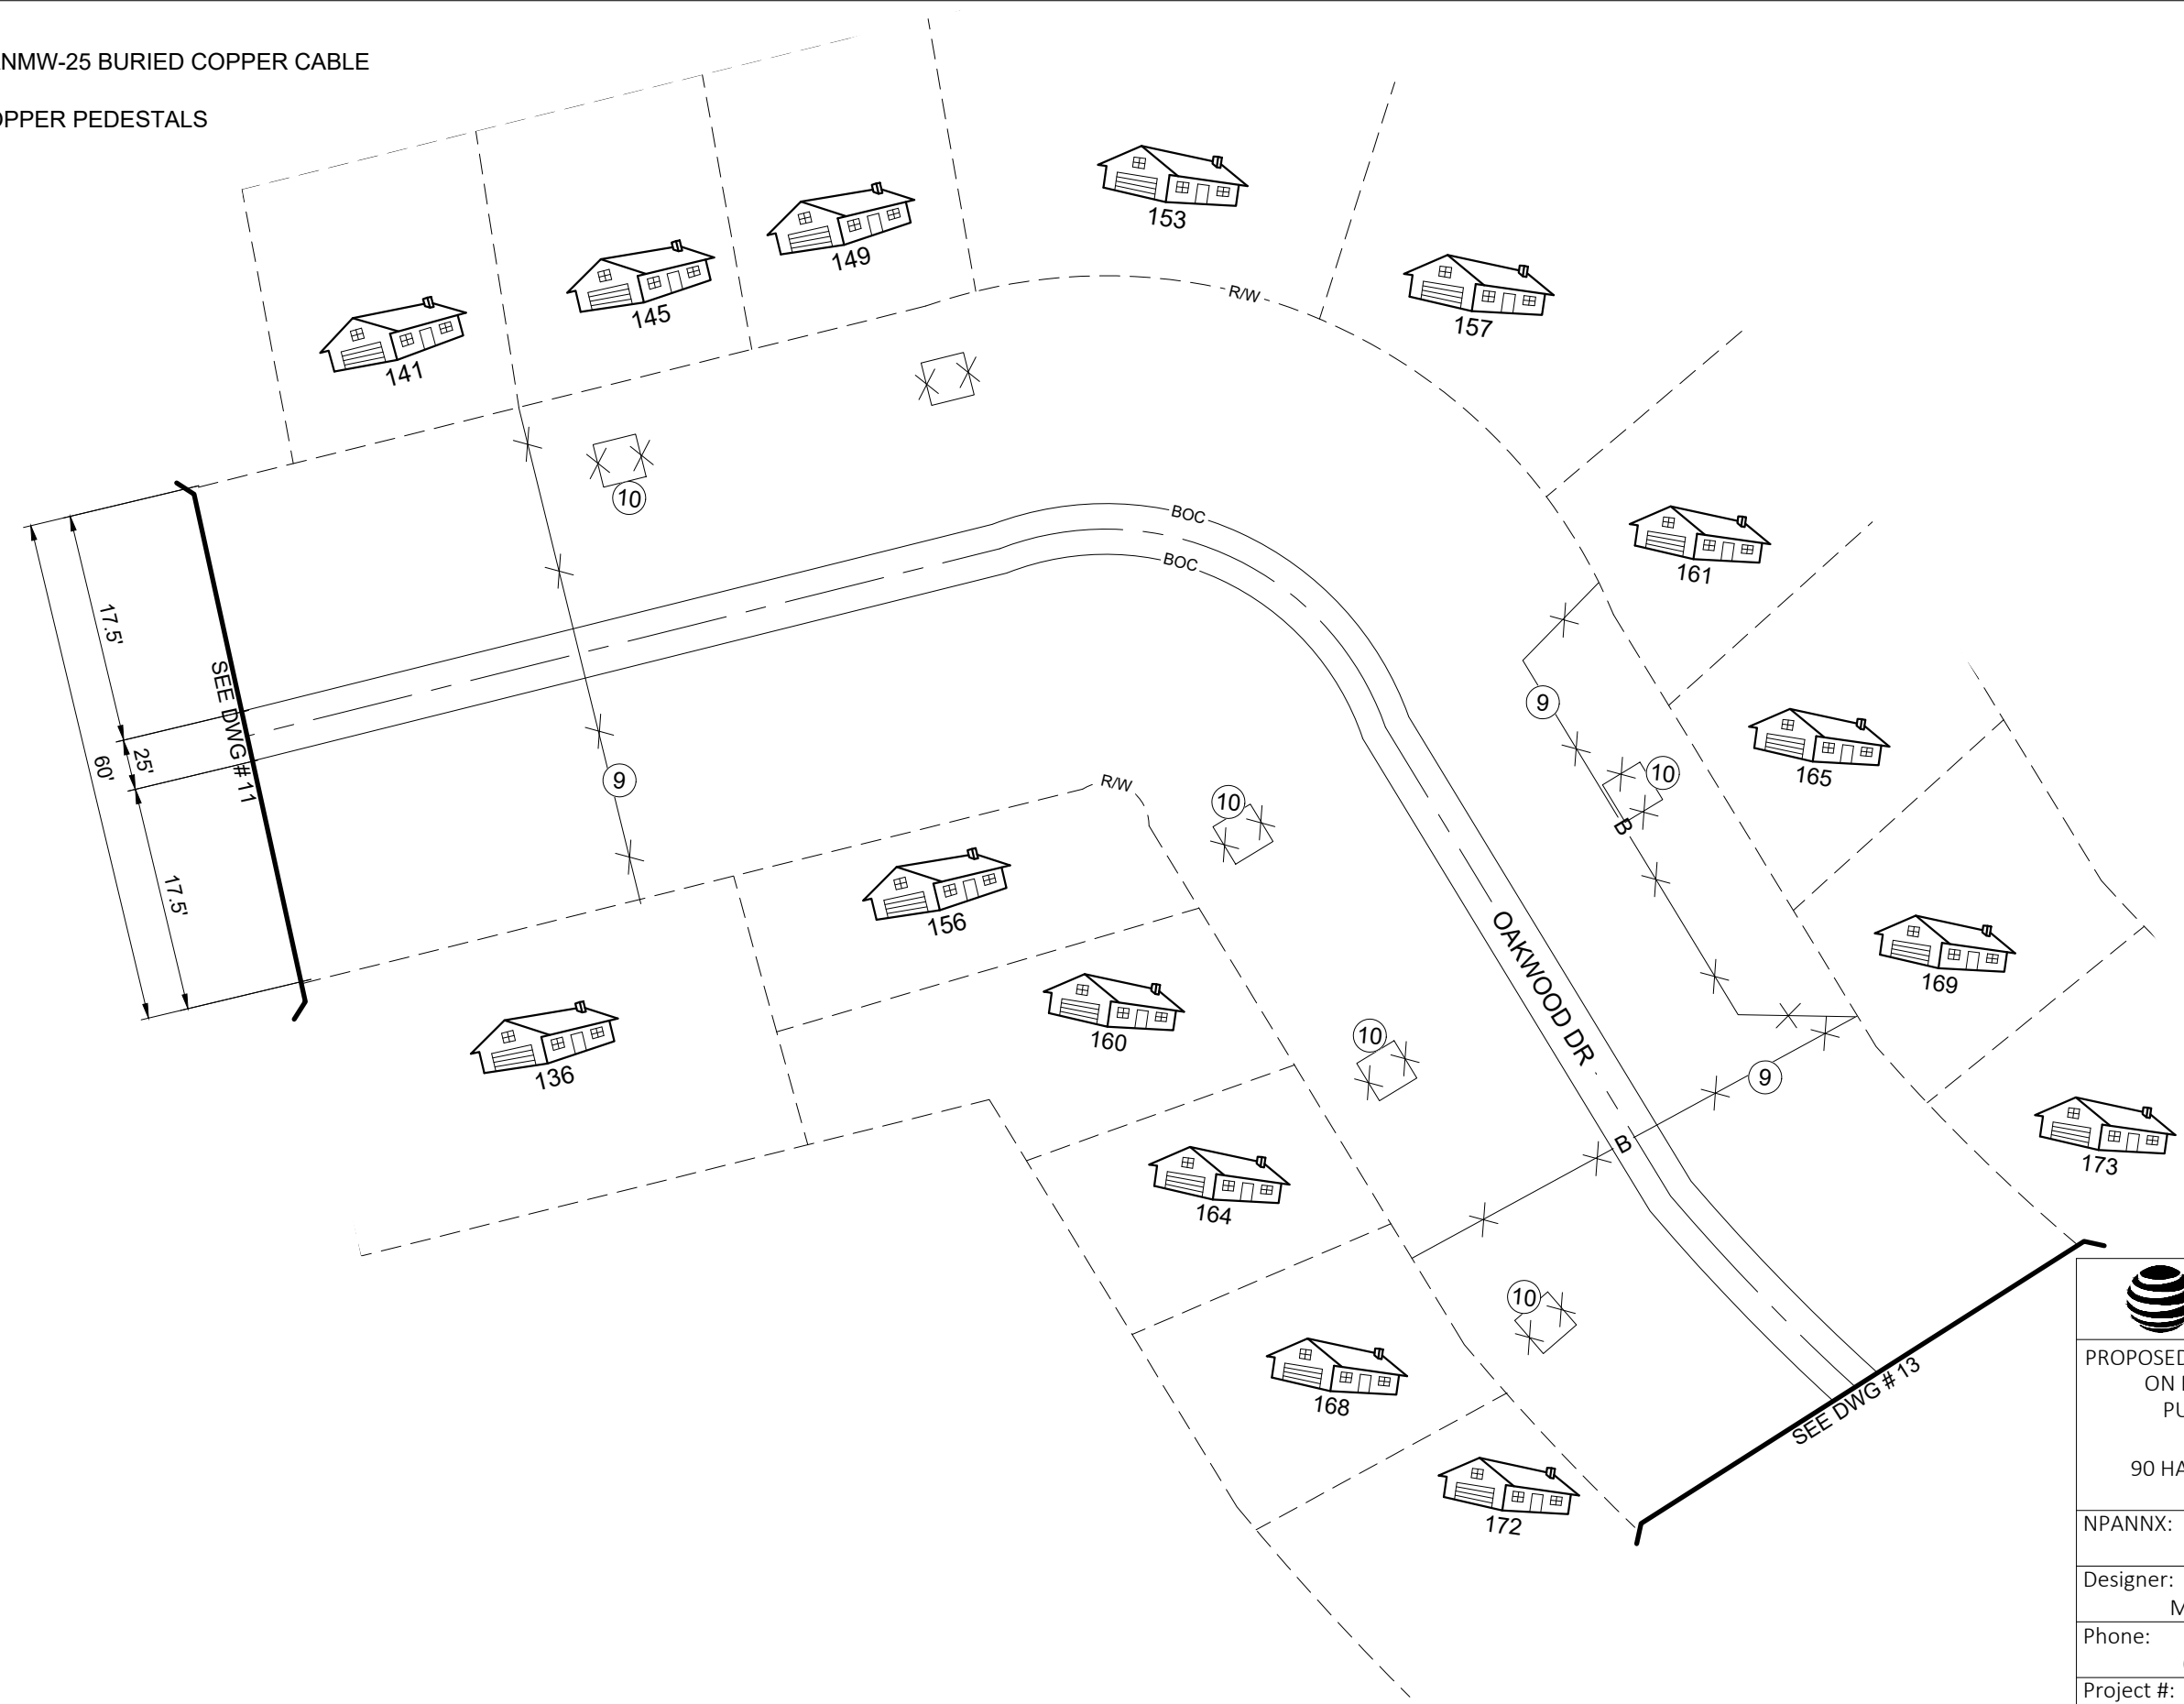 NMW-25 BURIED COPPER CABLE
OPPER PEDESTALS
153
149
157
145
R/W
141
10
BOC
BOC
161
17.5'
SEE DWG # 11
9
25'
60'
9
10
165
R/W
10
B
17.5'
156
OAKWOOD DR
169
160
10
136
9
B
173
164
10
168
SEE DWG # 13
172
PROPOSED
ON
PU
90 HA
NPANNX:
Designer:
M
Phone:
Project #: